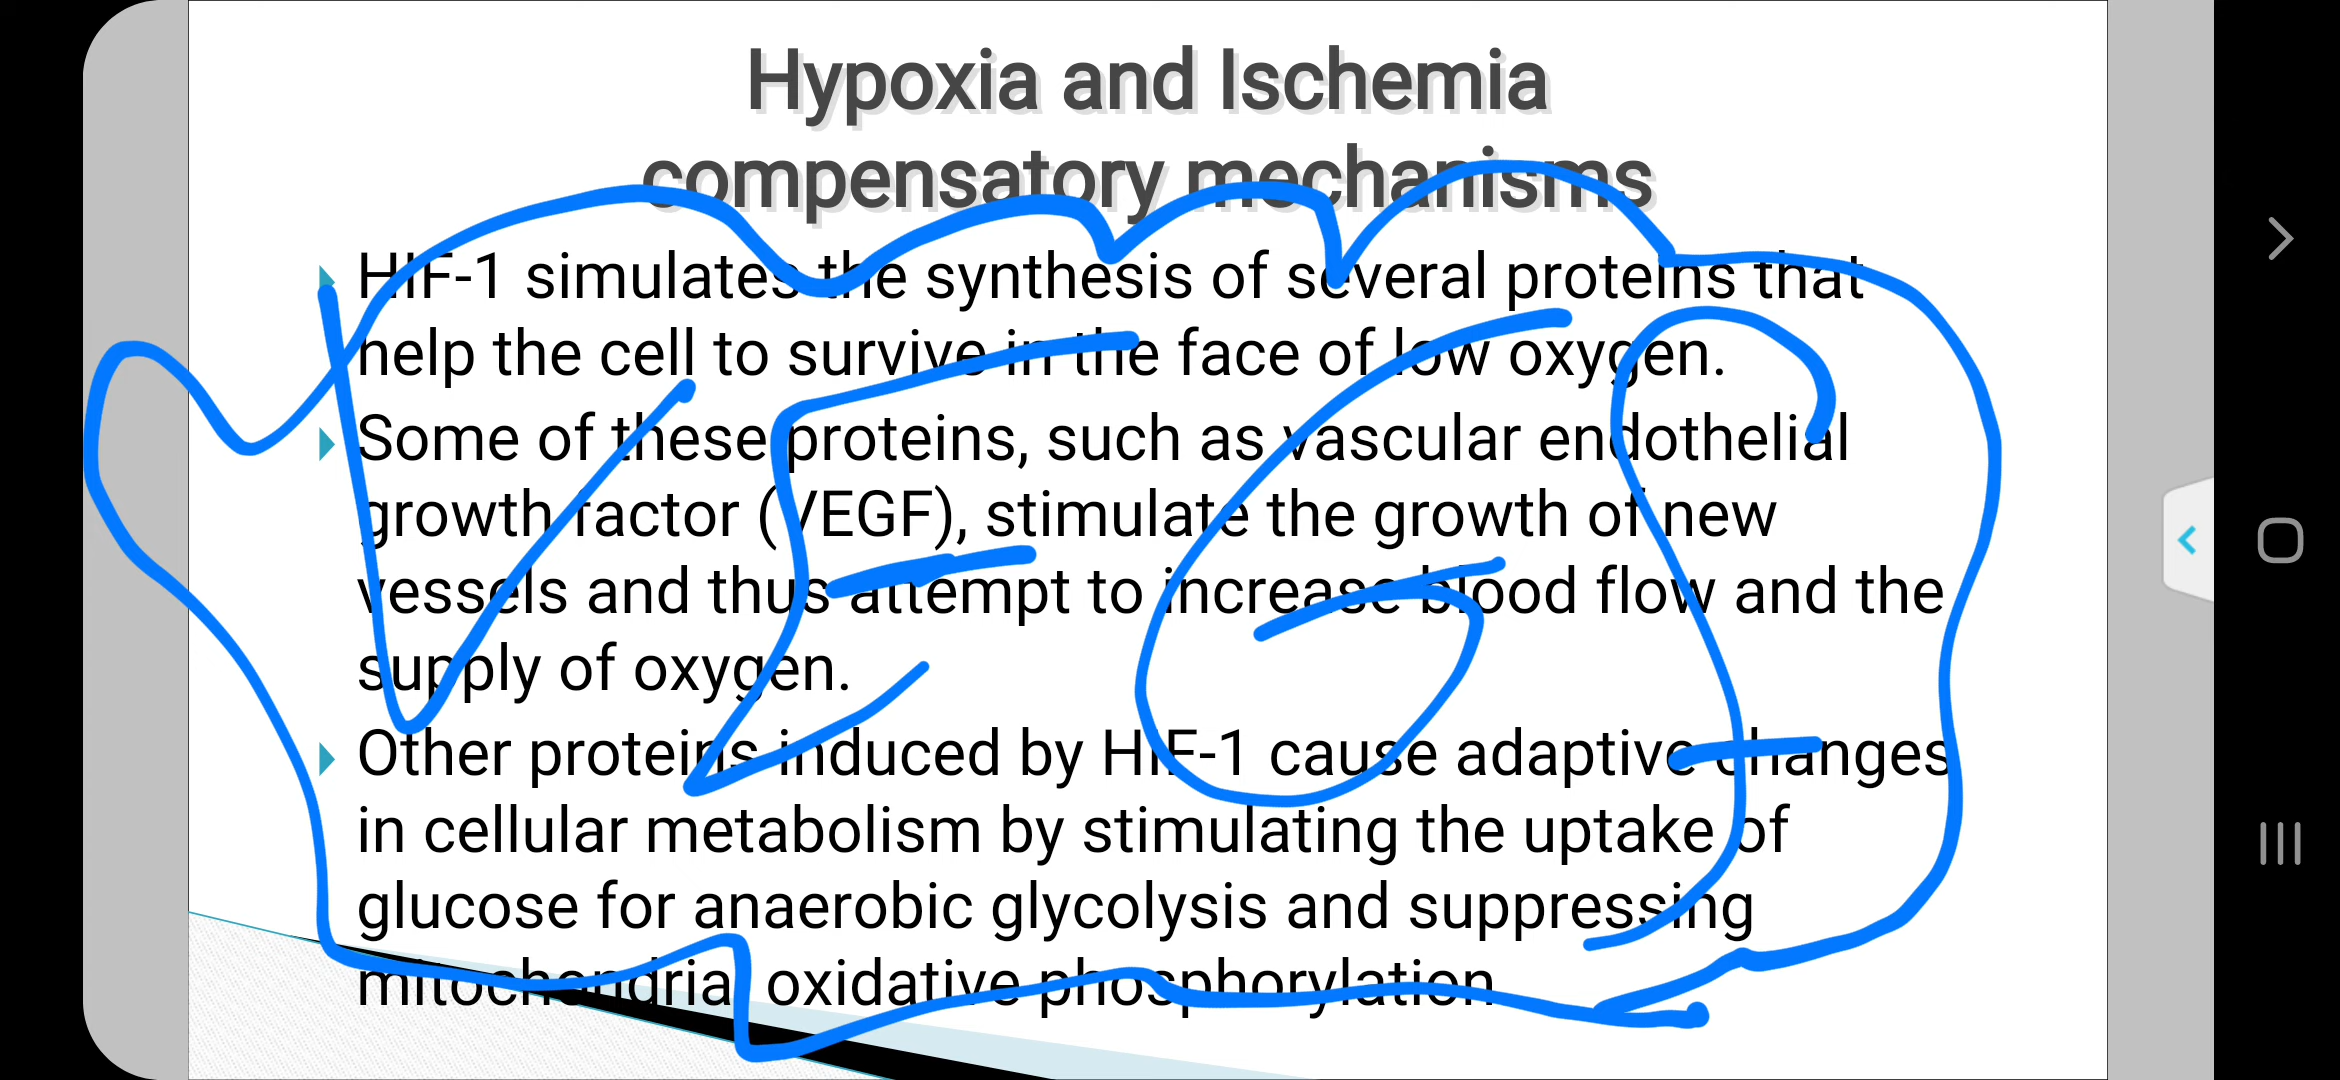 Hypoxia and Ischemia
compensatory mechanisms
HIF-1 simulates the synthesis of several proteins that
help the cell to survive in the face of low oxygen.
Some of these proteins, such as vascular endothelial
growth factor (VEGF), stimulate the growth of new
vessels and thus attempt to increase blood flow and the
supply of oxygen.
Other proteins induced by HIF-1 cause adaptive changes
in cellular metabolism by stimulating the uptake of
glucose for anaerobic glycolysis and suppressing
mitochondrial oxidative phosphorylation
VEGF